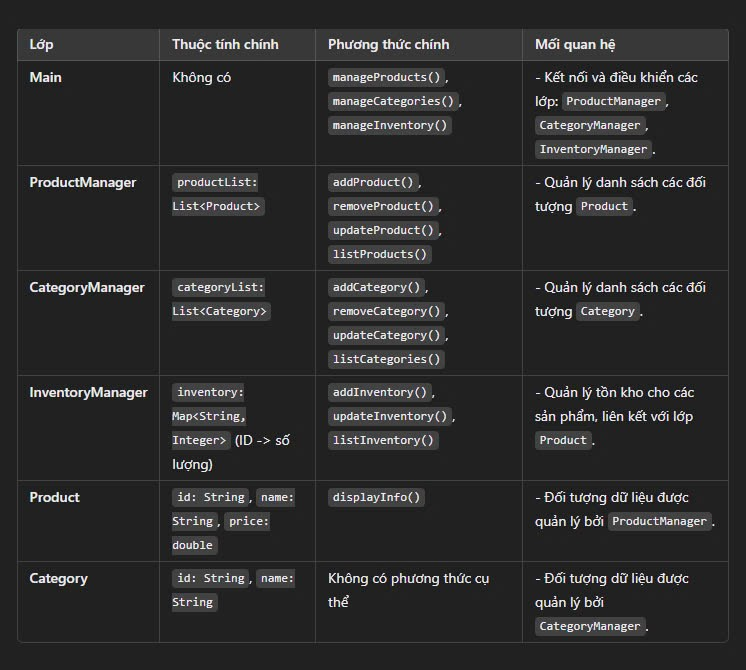 Lớp Thuộc tính chính Phương thức chính Mối quan hệ
Main Không có manageProducts(), - Kết nối và điều khiển các
manageCategories(), lớp: ProductManager,
manageInventory() CategoryManager,
InventoryManager.
ProductManager productList: addProduct(), - Quản lý danh sách các đối
List<Product> removeProduct(), tượng Product.
updateProduct(),
listProducts()
CategoryManager categoryList: addCategory(), - Quản lý danh sách các đối
List<Category> removeCategory(), tượng Category.
updateCategory(),
listCategories()
InventoryManager inventory: addInventory(), - Quản lý tồn kho cho các
Map<String, updateInventory(), sản phẩm, liên kết với lớp
Integer> (ID -> số listInventory() Product.
lượng)
Product id: String, name: displayInfo() - Đối tượng dữ liệu được
String, price: quản lý bởi ProductManager.
double
Category id: String, name: Không có phương thức cụ - Đối tượng dữ liệu được
String thể quản lý bởi
CategoryManager.